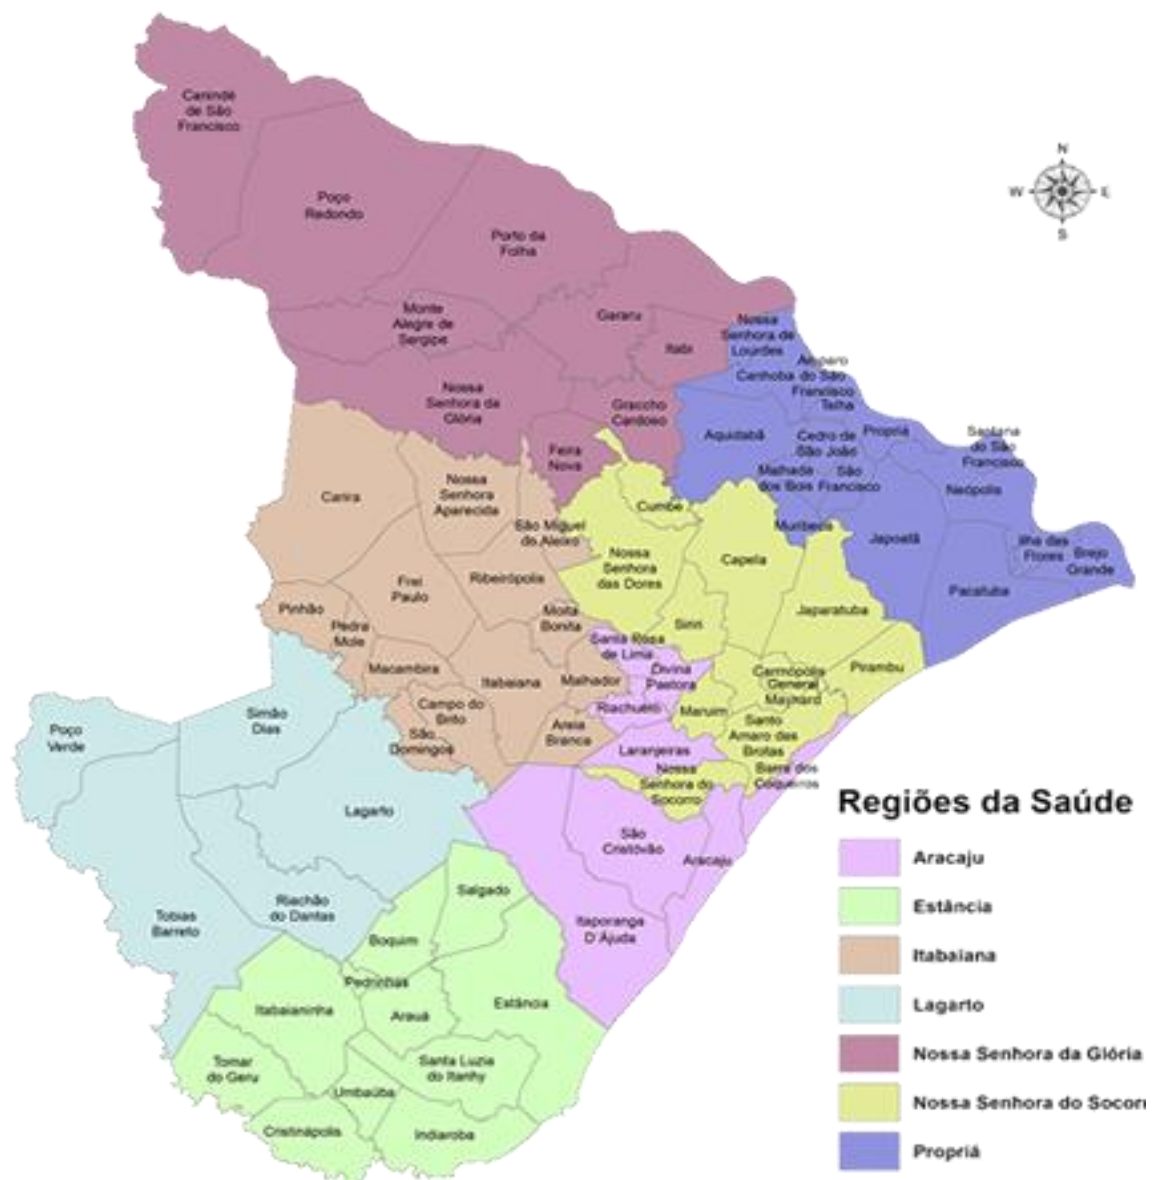 Canindé
de São
Francisco
N
W
E
S
Poço
Redondo
Porto da
Folha
Monte
Alegre de
Sergipe
Gararu
Nossa
Senhora de
Lourdes
Itabi
Nossa
Senhora da
Glória
Graccho
Cardoso
Feira
Nova
Canhoba
Amparo
do São
Francisco
Telha
Aquidabã
Cedro de
São João
Propriá
Santana
do São
Francisco
Malhada
dos Bois
São
Francisco
Neópolis
Carira
Nossa
Senhora
Aparecida
São Miguel
do Aleixo
Cumbe
Muribeca
Japoatã
Ilha das
Flores
Brejo
Grande
Pacatuba
Nossa
Senhora
das Dores
Capela
Frei
Paulo
Ribeirópolis
Pinhão
Pedra
Mole
Moita
Bonita
Siriri
Japaratuba
Santa Rosa
de Lima
Divina
Pastora
Macambira
Itabaiana
Malhador
Carmópolis
General
Maynard
Pirambu
Riachuelo
Maruim
Campo do
Brito
São
Domingos
Areia
Branca
Santo
Amaro das
Brotas
Laranjeiras
Nossa
Senhora do
Socorro
Barra dos
Coqueiros
Poço
Verde
Simão
Dias
Lagarto
São
Cristóvão
Aracaju
Riachão
do Dantas
Tobias
Barreto
Salgado
Itaporanga
D´Ájuda
Boquim
Pedrinhas
Itabaianinha
Arauá
Estância
Tomar
do Geru
Santa Luzia
do Itanhy
Umbaúba
Cristinápolis
Indiaroba
Regiões da Saúde
Aracaju
Estância
Itabaiana
Lagarto
Nossa Senhora da Glória
Nossa Senhora do Socorr
Propriá